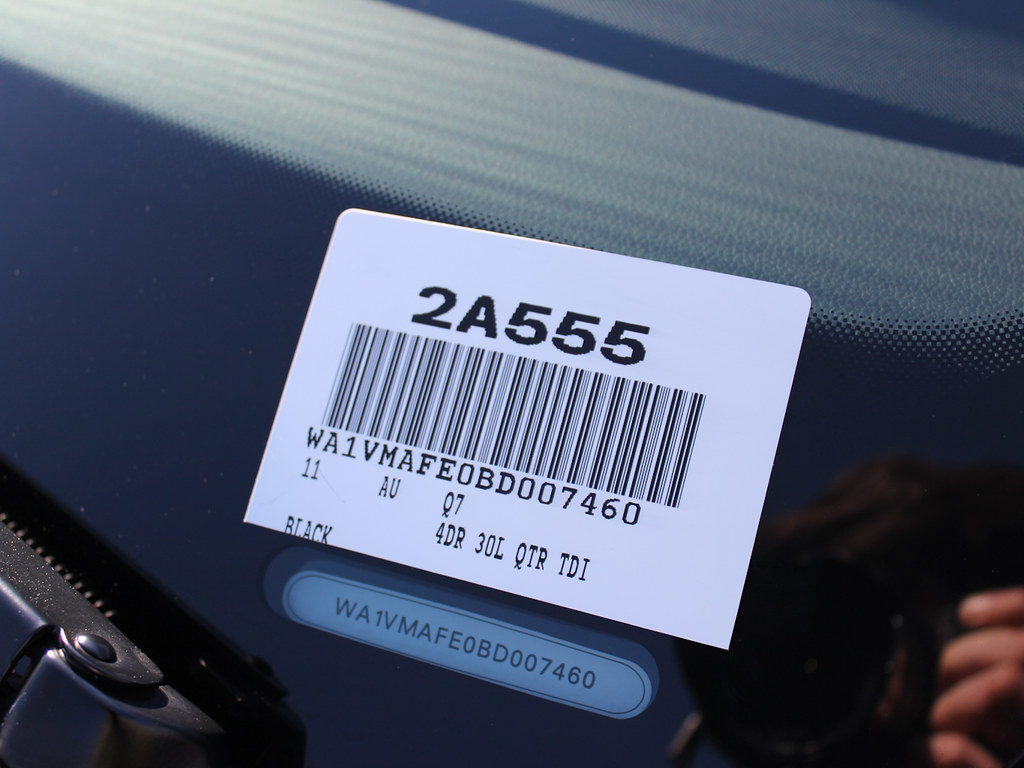 2A555
WA1VMAFE0BD007460
11 AU Q7
BLACK 4DR 30L QTR TDI
WA1VMAFE0BD007460